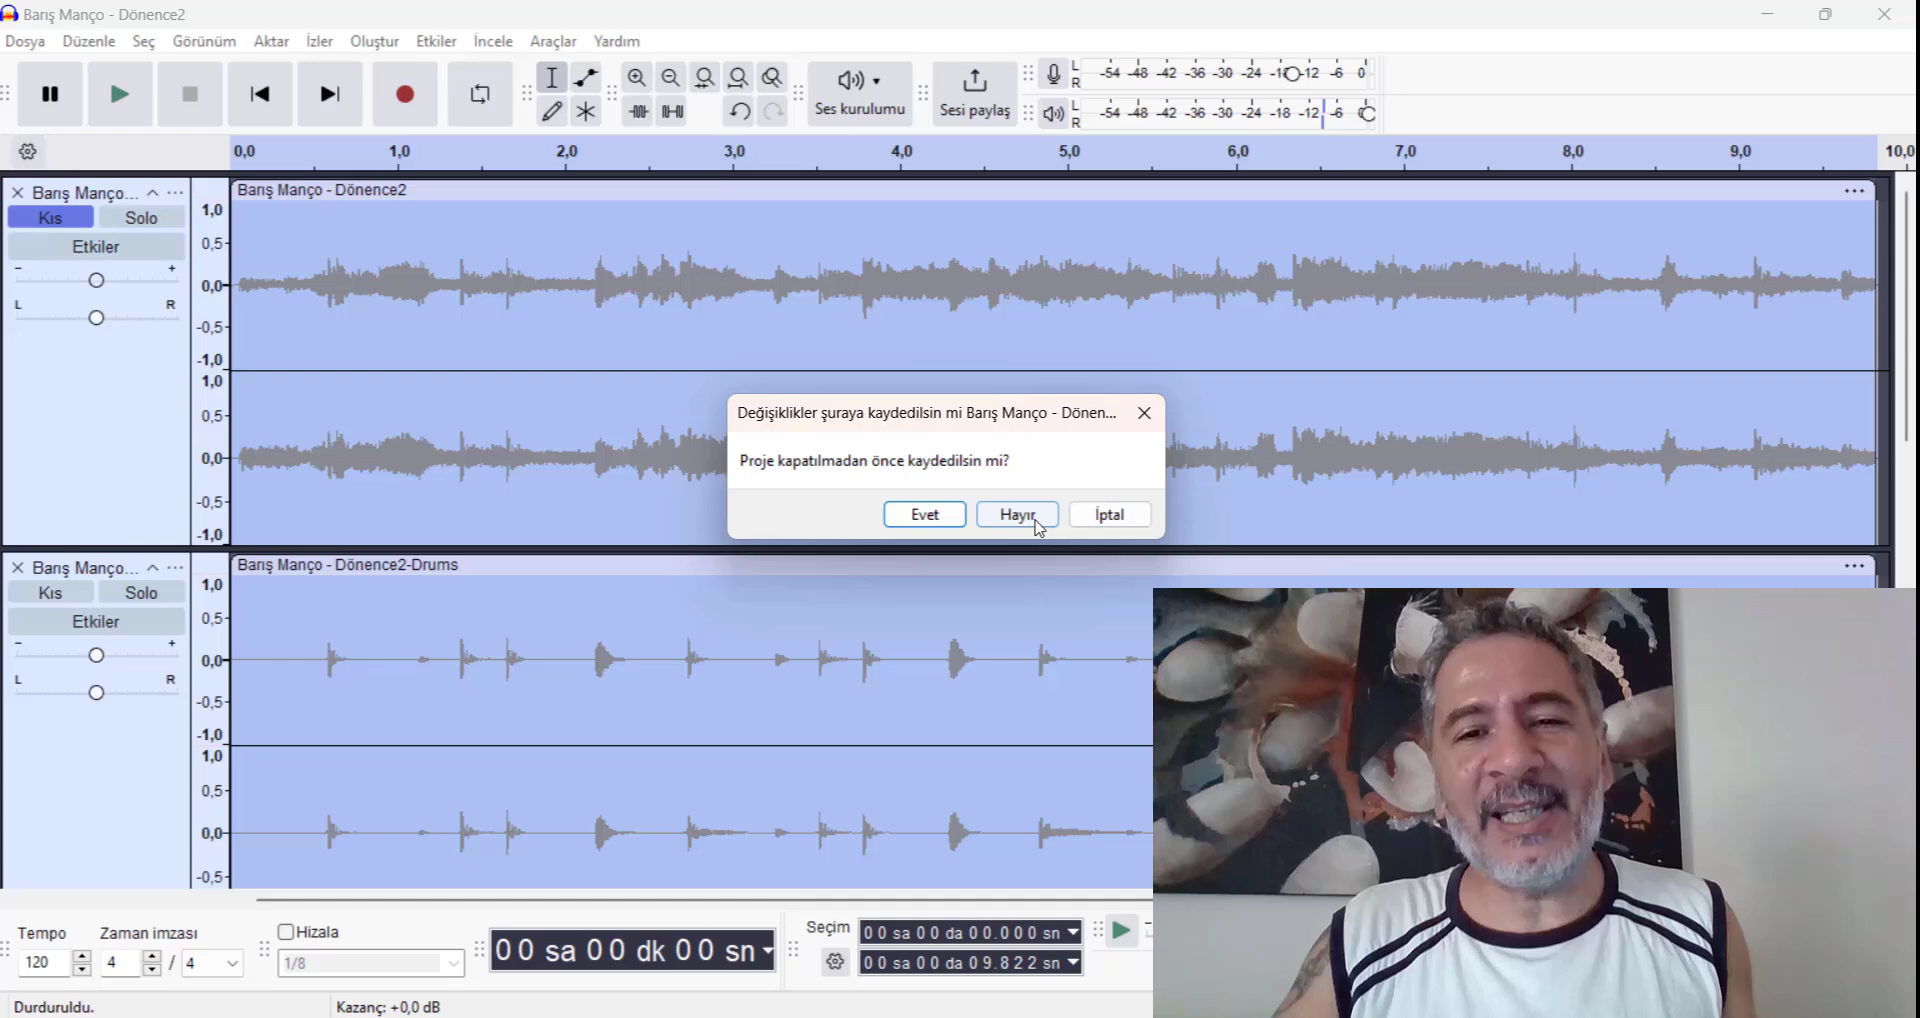 Barış Manço - Dönence2
Dosya Düzenle Seç Görünüm Aktar İzler Oluştur Etkiler İncele Araçlar Yardım
Ses kurulumu
Sesi paylaş
L
R
-54 -48 -42 -36 -30 -24 -12 -6 0
L
R
-54 -48 -42 -36 -30 -24 -18 -12 -6
0,0 1,0 2,0 3,0 4,0 5,0 6,0 7,0 8,0 9,0 10,0
Barış Manço...
Kıs Solo
Etkiler
- +
L R
Barış Manço - Dönence2
1,0
0,5
0,0
-0,5
-1,0
1,0
0,5
0,0
-0,5
-1,0
Değişiklikler şuraya kaydedilsin mi Barış Manço - Dönen...
Proje kapatılmadan önce kaydedilsin mi?
Evet Hayır İptal
Barış Manço...
Kıs Solo
Etkiler
- +
L R
Barış Manço - Dönence2-Drums
1,0
0,5
0,0
-0,5
-1,0
1,0
0,5
0,0
-0,5
Tempo
120
Zaman imzası
4 / 4
Hizala
1/8
00 sa 00 dk 00 sn
Seçim
00 sa 00 da 00.000 sn
00 sa 00 da 09.822 sn
Durduruldu.
Kazanç: +0,0 dB